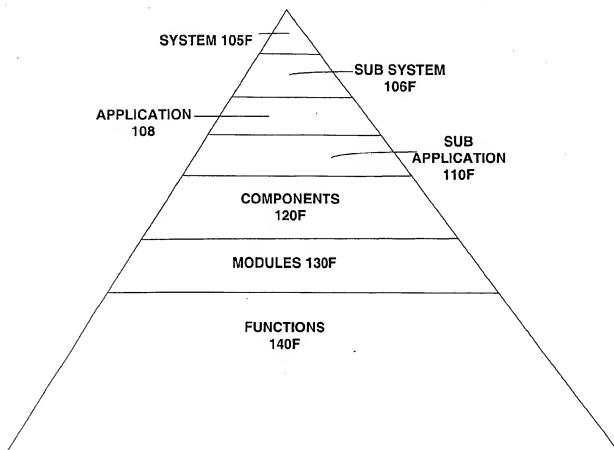 SYSTEM 105F
SUB SYSTEM
106F
APPLICATION
108
SUB
APPLICATION
110F
COMPONENTS
120F
MODULES 130F
FUNCTIONS
140F